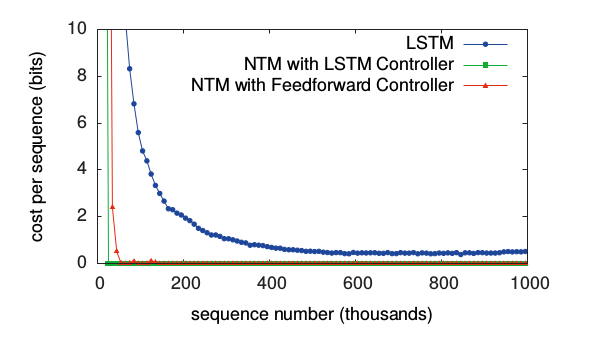 10
8
6
4
2
0
cost per sequence (bits)
LSTM
NTM with LSTM Controller
NTM with Feedforward Controller
0 200 400 600 800 1000
sequence number (thousands)